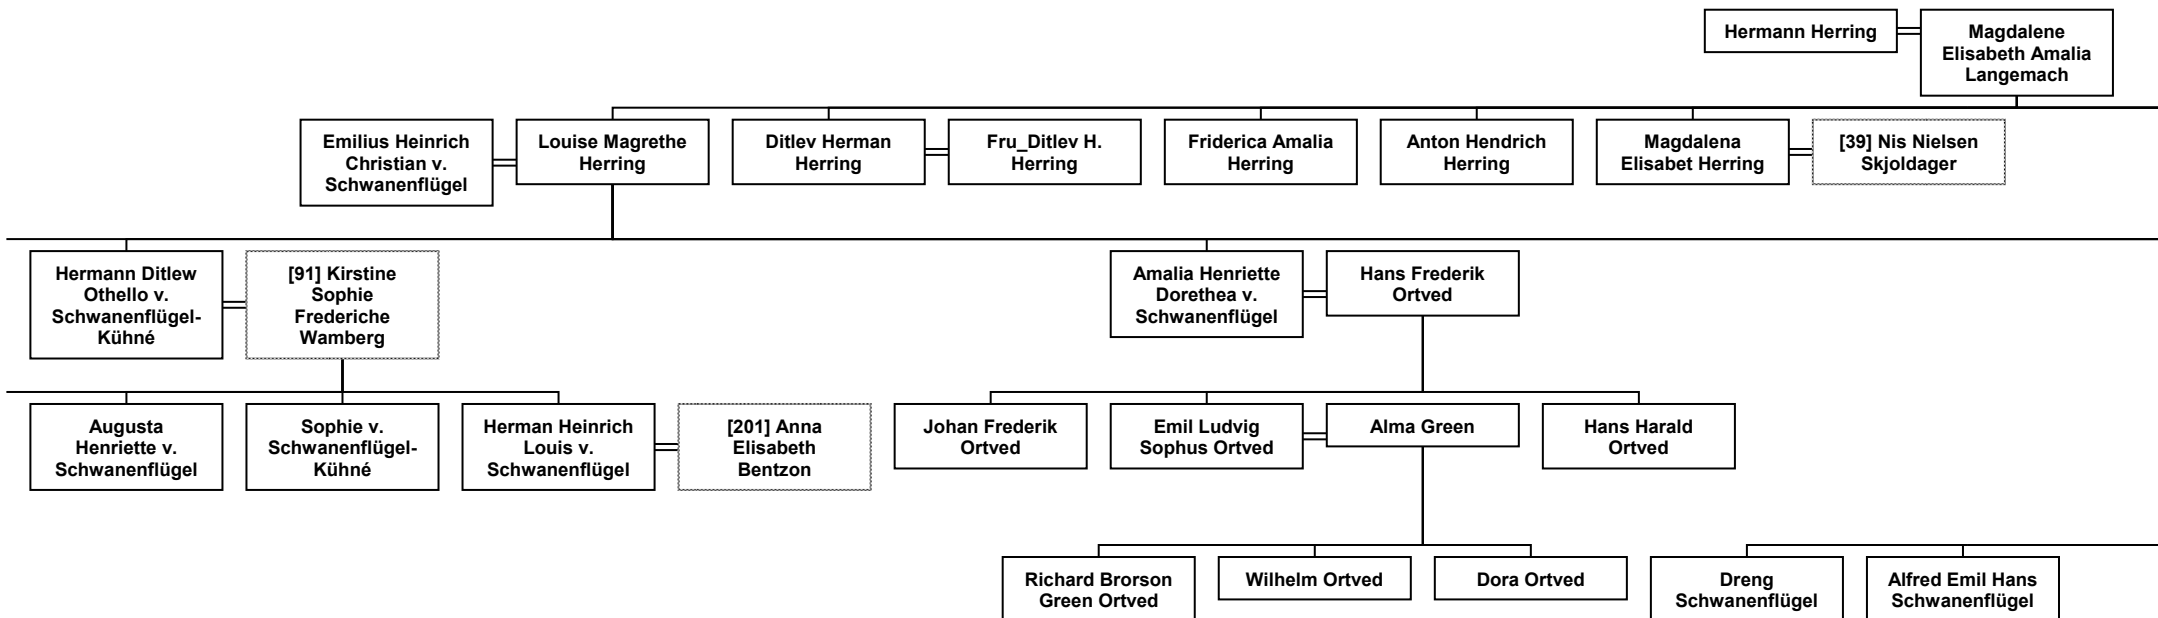 Hermann Herring
Magdalene
Elisabeth Amalia
Langemach
Emilius Heinrich
Christian v.
Schwanenflügel
Louise Magrethe
Herring
Ditlev Herman
Herring
Fru_Ditlev H.
Herring
Friderica Amalia
Herring
Anton Hendrich
Herring
Magdalena
Elisabet Herring
[39] Nis Nielsen
Skjoldager
Hermann Ditlew
Othello v.
Schwanenflügel-
Kühné
[91] Kirstine
Sophie
Frederiche
Wamberg
Amalia Henriette
Dorethea v.
Schwanenflügel
Hans Frederik
Ortved
Augusta
Henriette v.
Schwanenflügel
Sophie v.
Schwanenflügel-
Kühné
Herman Heinrich
Louis v.
Schwanenflügel
[201] Anna
Elisabeth
Bentzon
Johan Frederik
Ortved
Emil Ludvig
Sophus Ortved
Alma Green
Hans Harald
Ortved
Richard Brorson
Green Ortved
Wilhelm Ortved
Dora Ortved
Dreng
Schwanenflügel
Alfred Emil Hans
Schwanenflügel